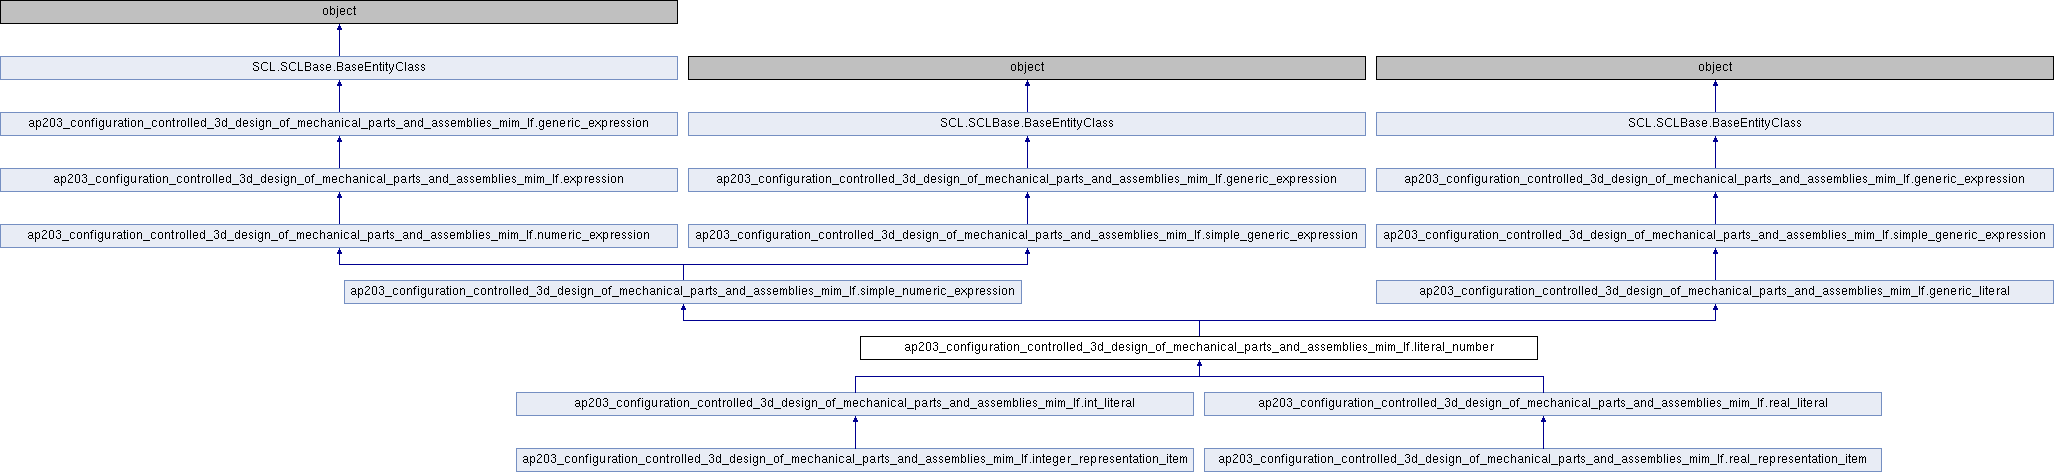 object
SCL.SCLBase.BaseEntityClass
object
object
ap203_configuration_controlled_3d_design_of_mechanical_parts_and_assemblies_mim_lf.generic_expression
SCL.SCLBase.BaseEntityClass
SCL.SCLBase.BaseEntityClass
ap203_configuration_controlled_3d_design_of_mechanical_parts_and_assemblies_mim_lf.expression
ap203_configuration_controlled_3d_design_of_mechanical_parts_and_assemblies_mim_lf.generic_expression
ap203_configuration_controlled_3d_design_of_mechanical_parts_and_assemblies_mim_lf.generic_expression
ap203_configuration_controlled_3d_design_of_mechanical_parts_and_assemblies_mim_lf.numeric_expression
ap203_configuration_controlled_3d_design_of_mechanical_parts_and_assemblies_mim_lf.simple_generic_expression
ap203_configuration_controlled_3d_design_of_mechanical_parts_and_assemblies_mim_lf.simple_generic_expression
ap203_configuration_controlled_3d_design_of_mechanical_parts_and_assemblies_mim_lf.simple_numeric_expression
ap203_configuration_controlled_3d_design_of_mechanical_parts_and_assemblies_mim_lf.generic_literal
ap203_configuration_controlled_3d_design_of_mechanical_parts_and_assemblies_mim_lf.literal_number
ap203_configuration_controlled_3d_design_of_mechanical_parts_and_assemblies_mim_lf.int_literal
ap203_configuration_controlled_3d_design_of_mechanical_parts_and_assemblies_mim_lf.real_literal
ap203_configuration_controlled_3d_design_of_mechanical_parts_and_assemblies_mim_lf.integer_representation_item
ap203_configuration_controlled_3d_design_of_mechanical_parts_and_assemblies_mim_lf.real_representation_item